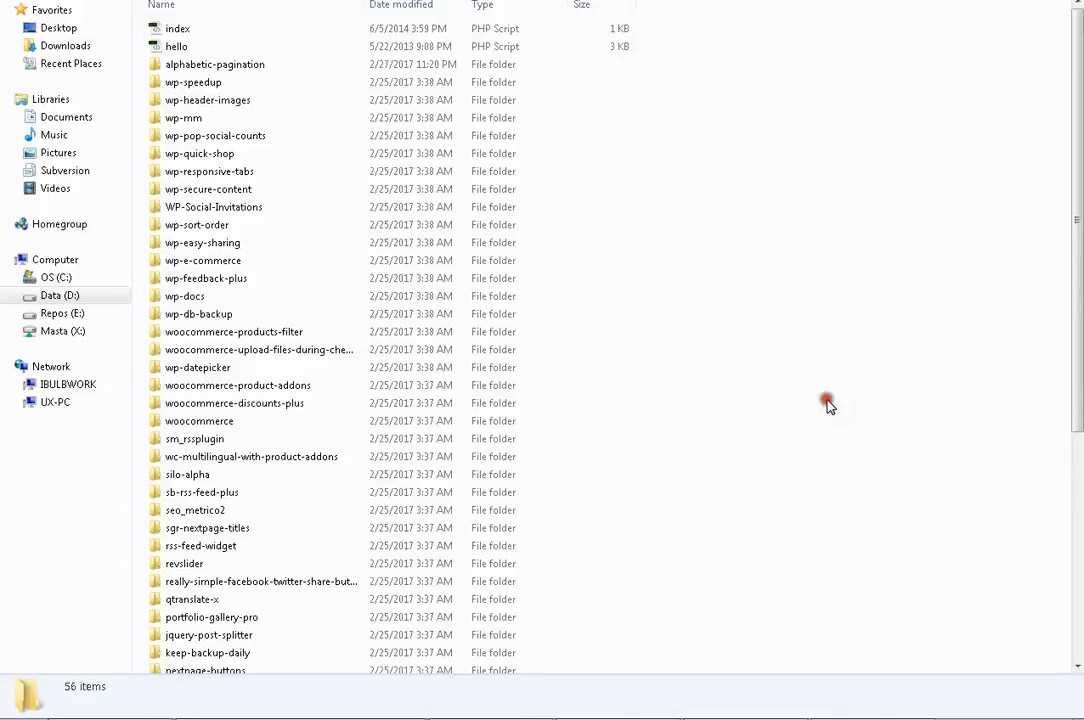 Name Date modified Type Size
Favorites
Desktop
Downloads
Recent Places
Libraries
Documents
Music
Pictures
Subversion
Videos
Homegroup
Computer
OS (C:)
Data (D:)
Repos (E:)
Masta (X:)
Network
IBULBWORK
UX-PC
index 6/5/2014 3:59 PM PHP Script 1 KB
hello 5/22/2013 9:08 PM PHP Script 3 KB
alphabetic-pagination 2/27/2017 11:20 PM File folder
wp-speedup 2/25/2017 3:38 AM File folder
wp-header-images 2/25/2017 3:38 AM File folder
wp-mm 2/25/2017 3:38 AM File folder
wp-pop-social-counts 2/25/2017 3:38 AM File folder
wp-quick-shop 2/25/2017 3:38 AM File folder
wp-responsive-tabs 2/25/2017 3:38 AM File folder
wp-secure-content 2/25/2017 3:38 AM File folder
WP-Social-Invitations 2/25/2017 3:38 AM File folder
wp-sort-order 2/25/2017 3:38 AM File folder
wp-easy-sharing 2/25/2017 3:38 AM File folder
wp-e-commerce 2/25/2017 3:38 AM File folder
wp-feedback-plus 2/25/2017 3:38 AM File folder
wp-docs 2/25/2017 3:38 AM File folder
wp-db-backup 2/25/2017 3:38 AM File folder
woocommerce-products-filter 2/25/2017 3:38 AM File folder
woocommerce-upload-files-during-che... 2/25/2017 3:38 AM File folder
wp-datepicker 2/25/2017 3:38 AM File folder
woocommerce-product-addons 2/25/2017 3:37 AM File folder
woocommerce-discounts-plus 2/25/2017 3:37 AM File folder
woocommerce 2/25/2017 3:37 AM File folder
sm_rssplugin 2/25/2017 3:37 AM File folder
wc-multilingual-with-product-addons 2/25/2017 3:37 AM File folder
silo-alpha 2/25/2017 3:37 AM File folder
sb-rss-feed-plus 2/25/2017 3:37 AM File folder
seo_metrico2 2/25/2017 3:37 AM File folder
sgr-nextpage-titles 2/25/2017 3:37 AM File folder
rss-feed-widget 2/25/2017 3:37 AM File folder
revslider 2/25/2017 3:37 AM File folder
really-simple-facebook-twitter-share-but... 2/25/2017 3:37 AM File folder
qtranslate-x 2/25/2017 3:37 AM File folder
portfolio-gallery-pro 2/25/2017 3:37 AM File folder
jquery-post-splitter 2/25/2017 3:37 AM File folder
keep-backup-daily 2/25/2017 3:37 AM File folder
nextpage-buttons 2/25/2017 3:37 AM File folder
56 items